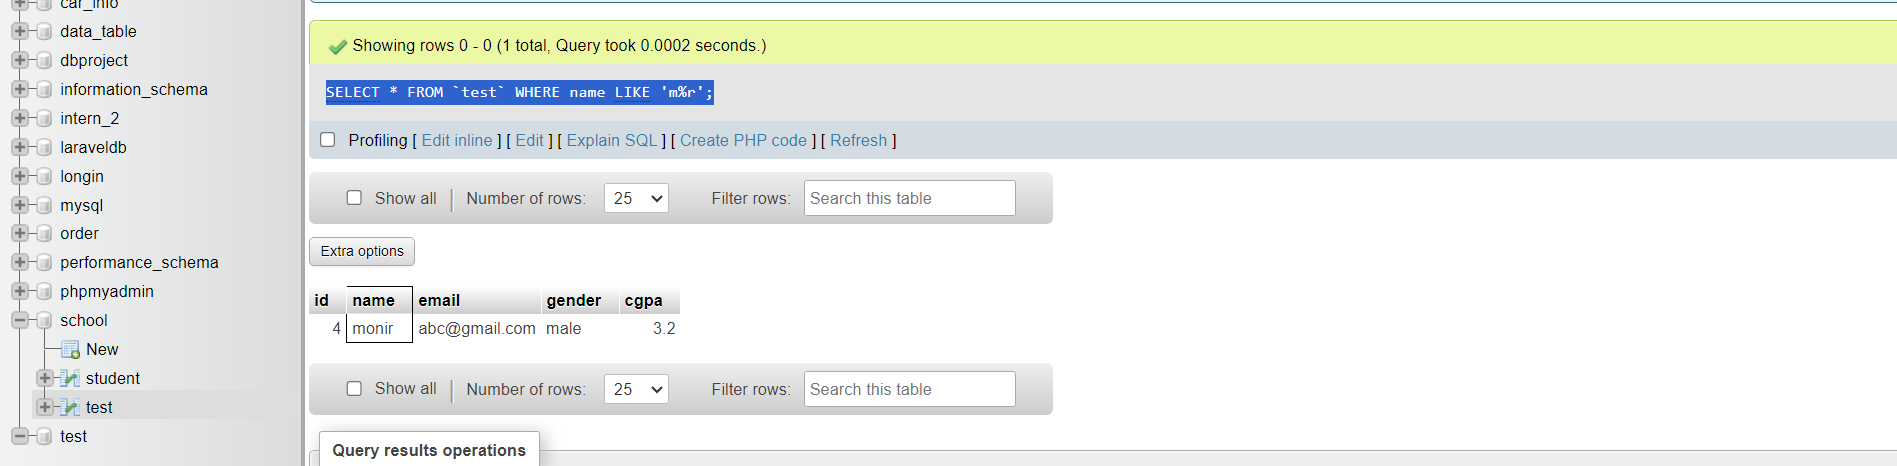 car_info
data_table
dbproject
information_schema
intern_2
laraveldb
longin
mysql
order
performance_schema
phpmyadmin
school
New
student
test
test
Showing rows 0 - 0 (1 total, Query took 0.0002 seconds.)
SELECT * FROM `test` WHERE name LIKE 'm%r';
Profiling [ Edit inline ] [ Edit ] [ Explain SQL ] [ Create PHP code ] [ Refresh ]
Show all Number of rows: 25 Filter rows: Search this table
Extra options
id name email gender cgpa
4 monir abc@gmail.com male 3.2
Show all Number of rows: 25 Filter rows: Search this table
Query results operations